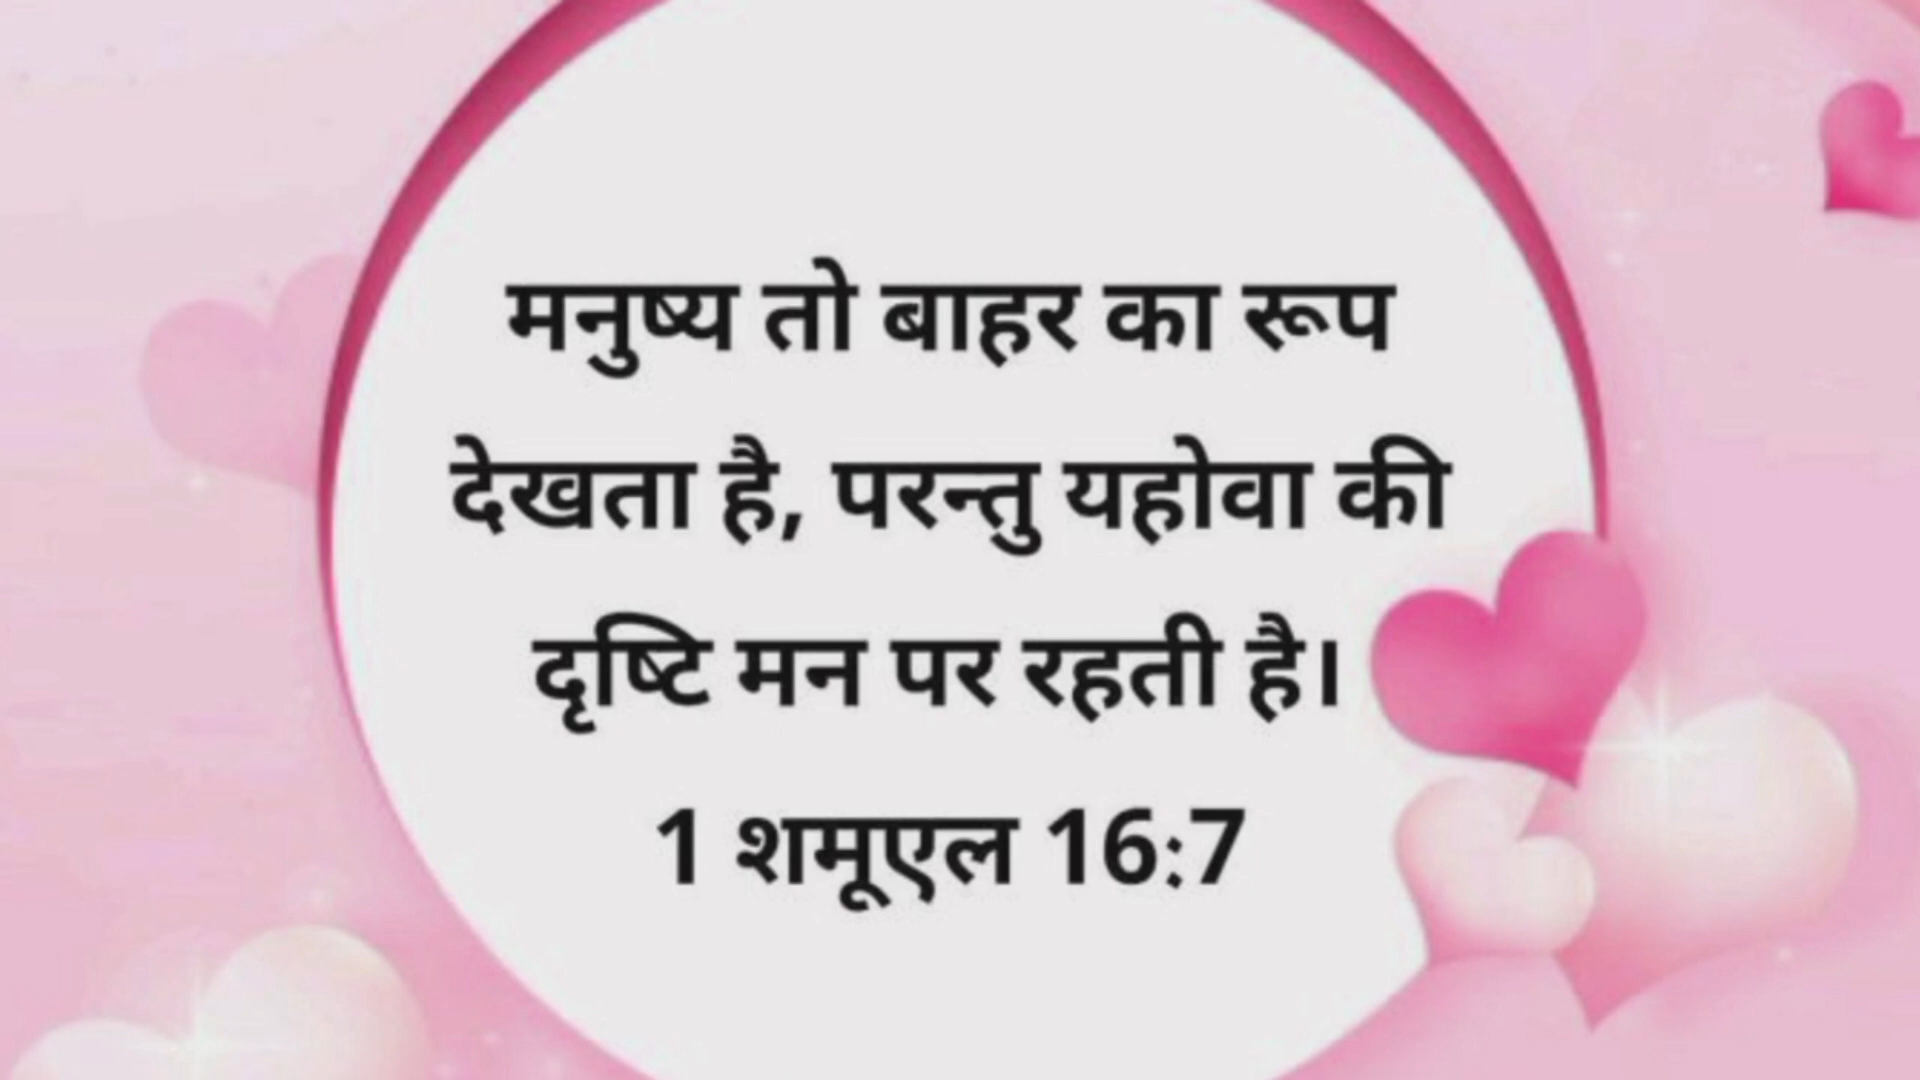 मनुष्य तो बाहर का रूप
देखता है, परन्तु यहोवा की
दृष्टि मन पर रहती है।
1 शमूएल 16:7